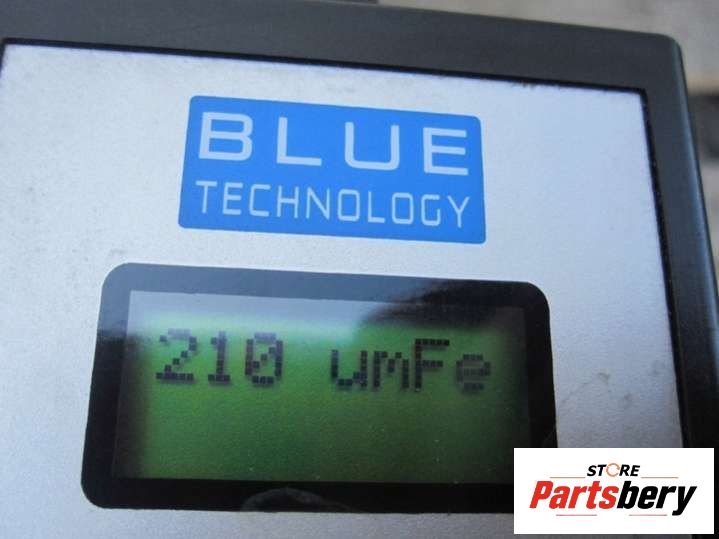 BLUE
TECHNOLOGY
210 umFe
STORE
Partsbery